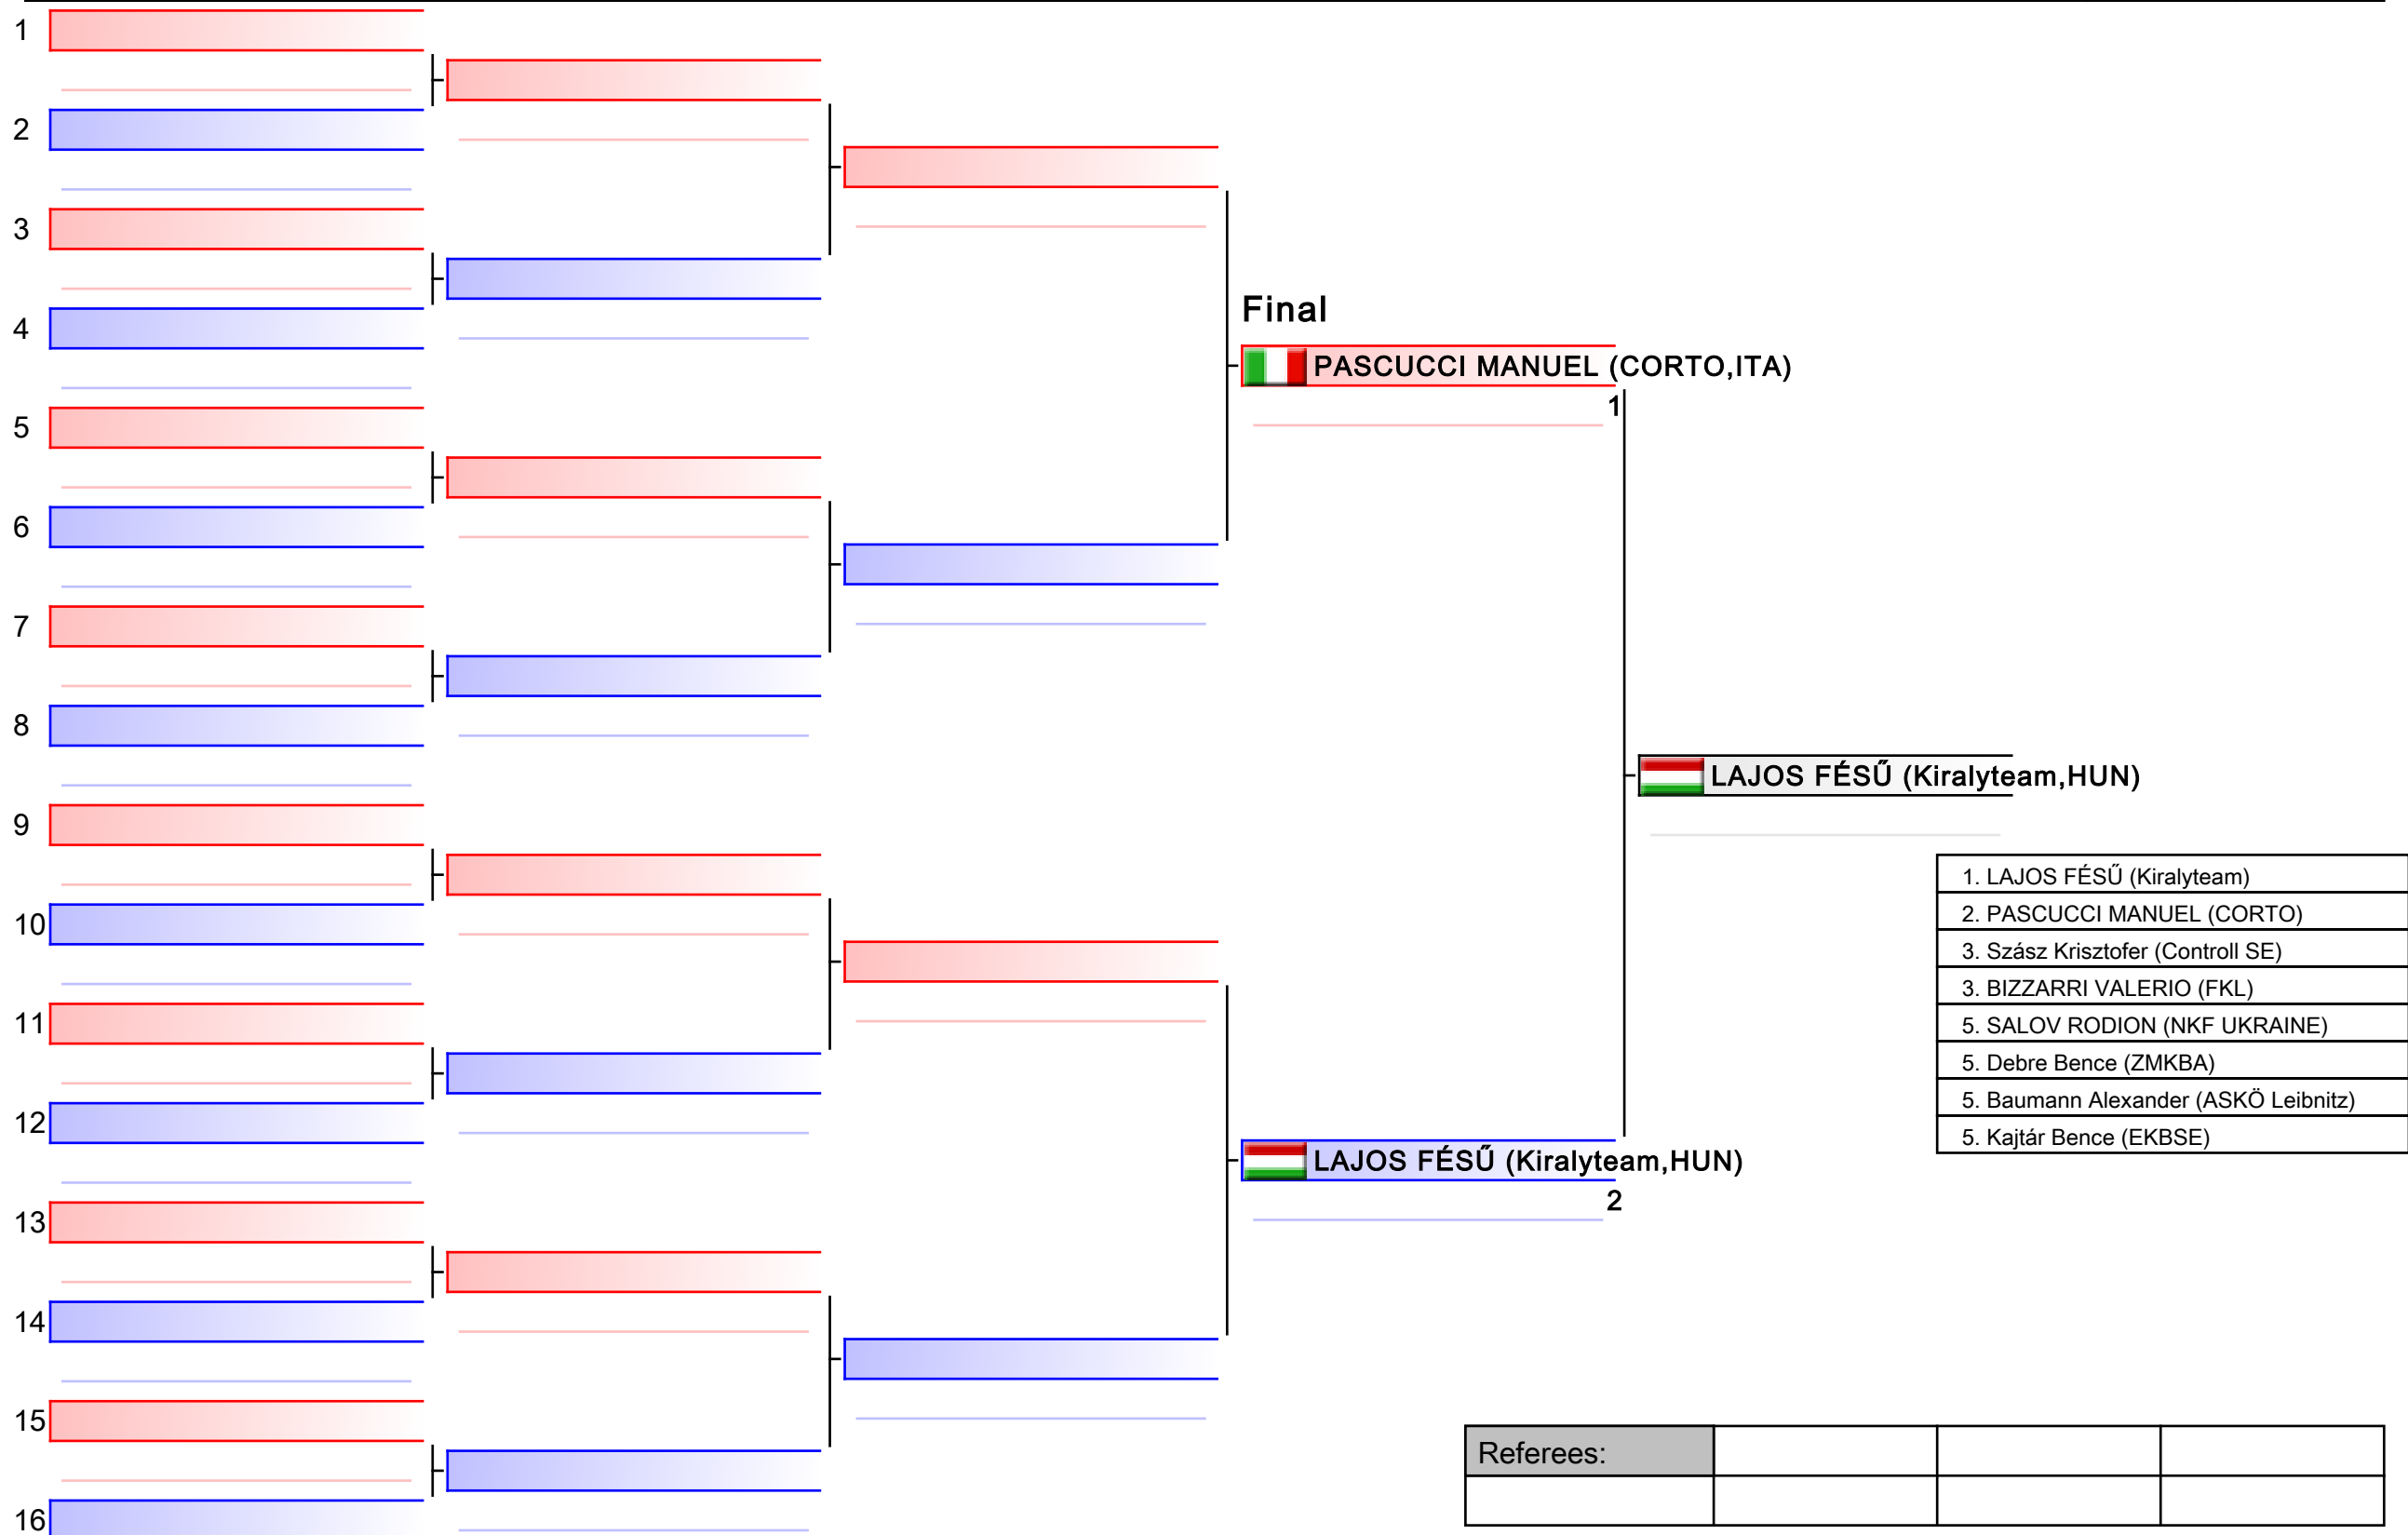 1
2
3
4
Final
PASCUCCI MANUEL (CORTO,ITA)
1
5
6
7
8
LAJOS FÉSŰ (Kiralyteam,HUN)
9
1. LAJOS FÉSŰ (Kiralyteam)
2. PASCUCCI MANUEL (CORTO)
3. Szász Krisztofer (Controll SE)
3. BIZZARRI VALERIO (FKL)
5. SALOV RODION (NKF UKRAINE)
5. Debre Bence (ZMKBA)
5. Baumann Alexander (ASKÖ Leibnitz)
5. Kajtár Bence (EKBSE)
10
11
12
LAJOS FÉSŰ (Kiralyteam,HUN)
2
13
14
15
Referees:
16